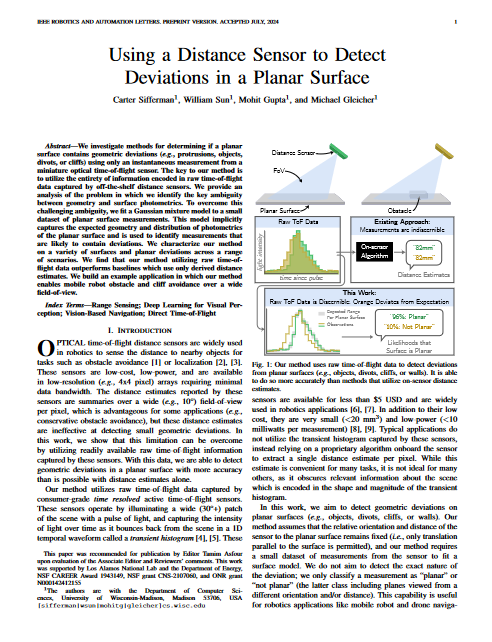 IEEE ROBOTICS AND AUTOMATION LETTERS. PREPRINT VERSION. ACCEPTED JULY, 2024
1
Using a Distance Sensor to Detect
Deviations in a Planar Surface
Carter Sifferman1, William Sun1, Mohit Gupta1, and Michael Gleicher1
Abstract—We investigate methods for determining if a planar
surface contains geometric deviations (e.g., protrusions, objects,
divots, or cliffs) using only an instantaneous measurement from a
miniature optical time-of-flight sensor. The key to our method is
to utilize the entirety of information encoded in raw time-of-flight
data captured by off-the-shelf distance sensors. We provide an
analysis of the problem in which we identify the key ambiguity
between geometry and surface photometrics. To overcome this
challenging ambiguity, we fit a Gaussian mixture model to a small
dataset of planar surface measurements. This model implicitly
captures the expected geometry and distribution of photometrics
of the planar surface and is used to identify measurements that
are likely to contain deviations. We characterize our method
on a variety of surfaces and planar deviations across a range
of scenarios. We find that our method utilizing raw time-of-
flight data outperforms baselines which use only derived distance
estimates. We build an example application in which our method
enables mobile robot obstacle and cliff avoidance over a wide
field-of-view.
Index Terms—Range Sensing; Deep Learning for Visual Per-
ception; Vision-Based Navigation; Direct Time-of-Flight
I. INTRODUCTION
OPTICAL time-of-flight distance sensors are widely used
in robotics to sense the distance to nearby objects for
tasks such as obstacle avoidance [1] or localization [2], [3].
These sensors are low-cost, low-power, and are available
in low-resolution (e.g., 4x4 pixel) arrays requiring minimal
data bandwidth. The distance estimates reported by these
sensors are summaries over a wide (e.g., 10°) field-of-view
per pixel, which is advantageous for some applications (e.g.,
conservative obstacle avoidance), but these distance estimates
are ineffective at detecting small geometric deviations. In
this work, we show that this limitation can be overcome
by utilizing readily available raw time-of-flight information
captured by these sensors. With this data, we are able to detect
geometric deviations in a planar surface with more accuracy
than is possible with distance estimates alone.
Our method utilizes raw time-of-flight data captured by
consumer-grade time resolved active time-of-flight sensors.
These sensors operate by illuminating a wide (30°+) patch
of the scene with a pulse of light, and capturing the intensity
of light over time as it bounces back from the scene in a 1D
temporal waveform called a transient histogram [4], [5]. These
This paper was recommended for publication by Editor Tamim Asfour
upon evaluation of the Associate Editor and Reviewers' comments. This work
was supported by Los Alamos National Lab and the Department of Energy,
NSF CAREER Award 1943149, NSF grant CNS-2107060, and ONR grant
N000142412155
1The authors are with the Department of Computer Sci-
ences, University of Wisconsin-Madison, Madison 53706, USA
[sifferman|wsun|mohitg|gleicher]cs.wisc.edu
Distance Sensor
FoV
Planar Surface
Obstacle
Raw ToF Data
light intensity
time since pulse
Existing Approach:
Measurements are indiscernible
On-sensor
Algorithm
"82mm"
"82mm"
Distance Estimates
This Work:
Raw ToF Data is Discernible: Orange Deviates from Expectation
Expected Range
For Planar Surface
Observations
"96%: Planar"
"10%: Not Planar"
Likelihoods that
Surface is Planar
Fig. 1: Our method uses raw time-of-flight data to detect deviations
from planar surfaces (e.g., objects, divots, cliffs, or walls). It is able
to do so more accurately than methods that utilize on-sensor distance
estimates.
sensors are available for less than $5 USD and are widely
used in robotics applications [6], [7]. In addition to their low
cost, they are very small (<20 mm3) and low-power (<10
milliwatts per measurement) [8], [9]. Typical applications do
not utilize the transient histogram captured by these sensors,
instead relying on a proprietary algorithm onboard the sensor
to extract a single distance estimate per pixel. While this
estimate is convenient for many tasks, it is not ideal for many
others, as it obscures relevant information about the scene
which is encoded in the shape and magnitude of the transient
histogram.
In this work, we aim to detect geometric deviations on
planar surfaces (e.g., objects, divots, cliffs, or walls). Our
method assumes that the relative orientation and distance of the
sensor to the planar surface remains fixed (i.e., only translation
parallel to the surface is permitted), and our method requires
a small dataset of measurements from the sensor to fit a
surface model. We do not aim to detect the exact nature of
the deviation; we only classify a measurement as "planar" or
"not planar" (the latter class including planes viewed from a
different orientation and/or distance). This capability is useful
for robotics applications like mobile robot and drone naviga-